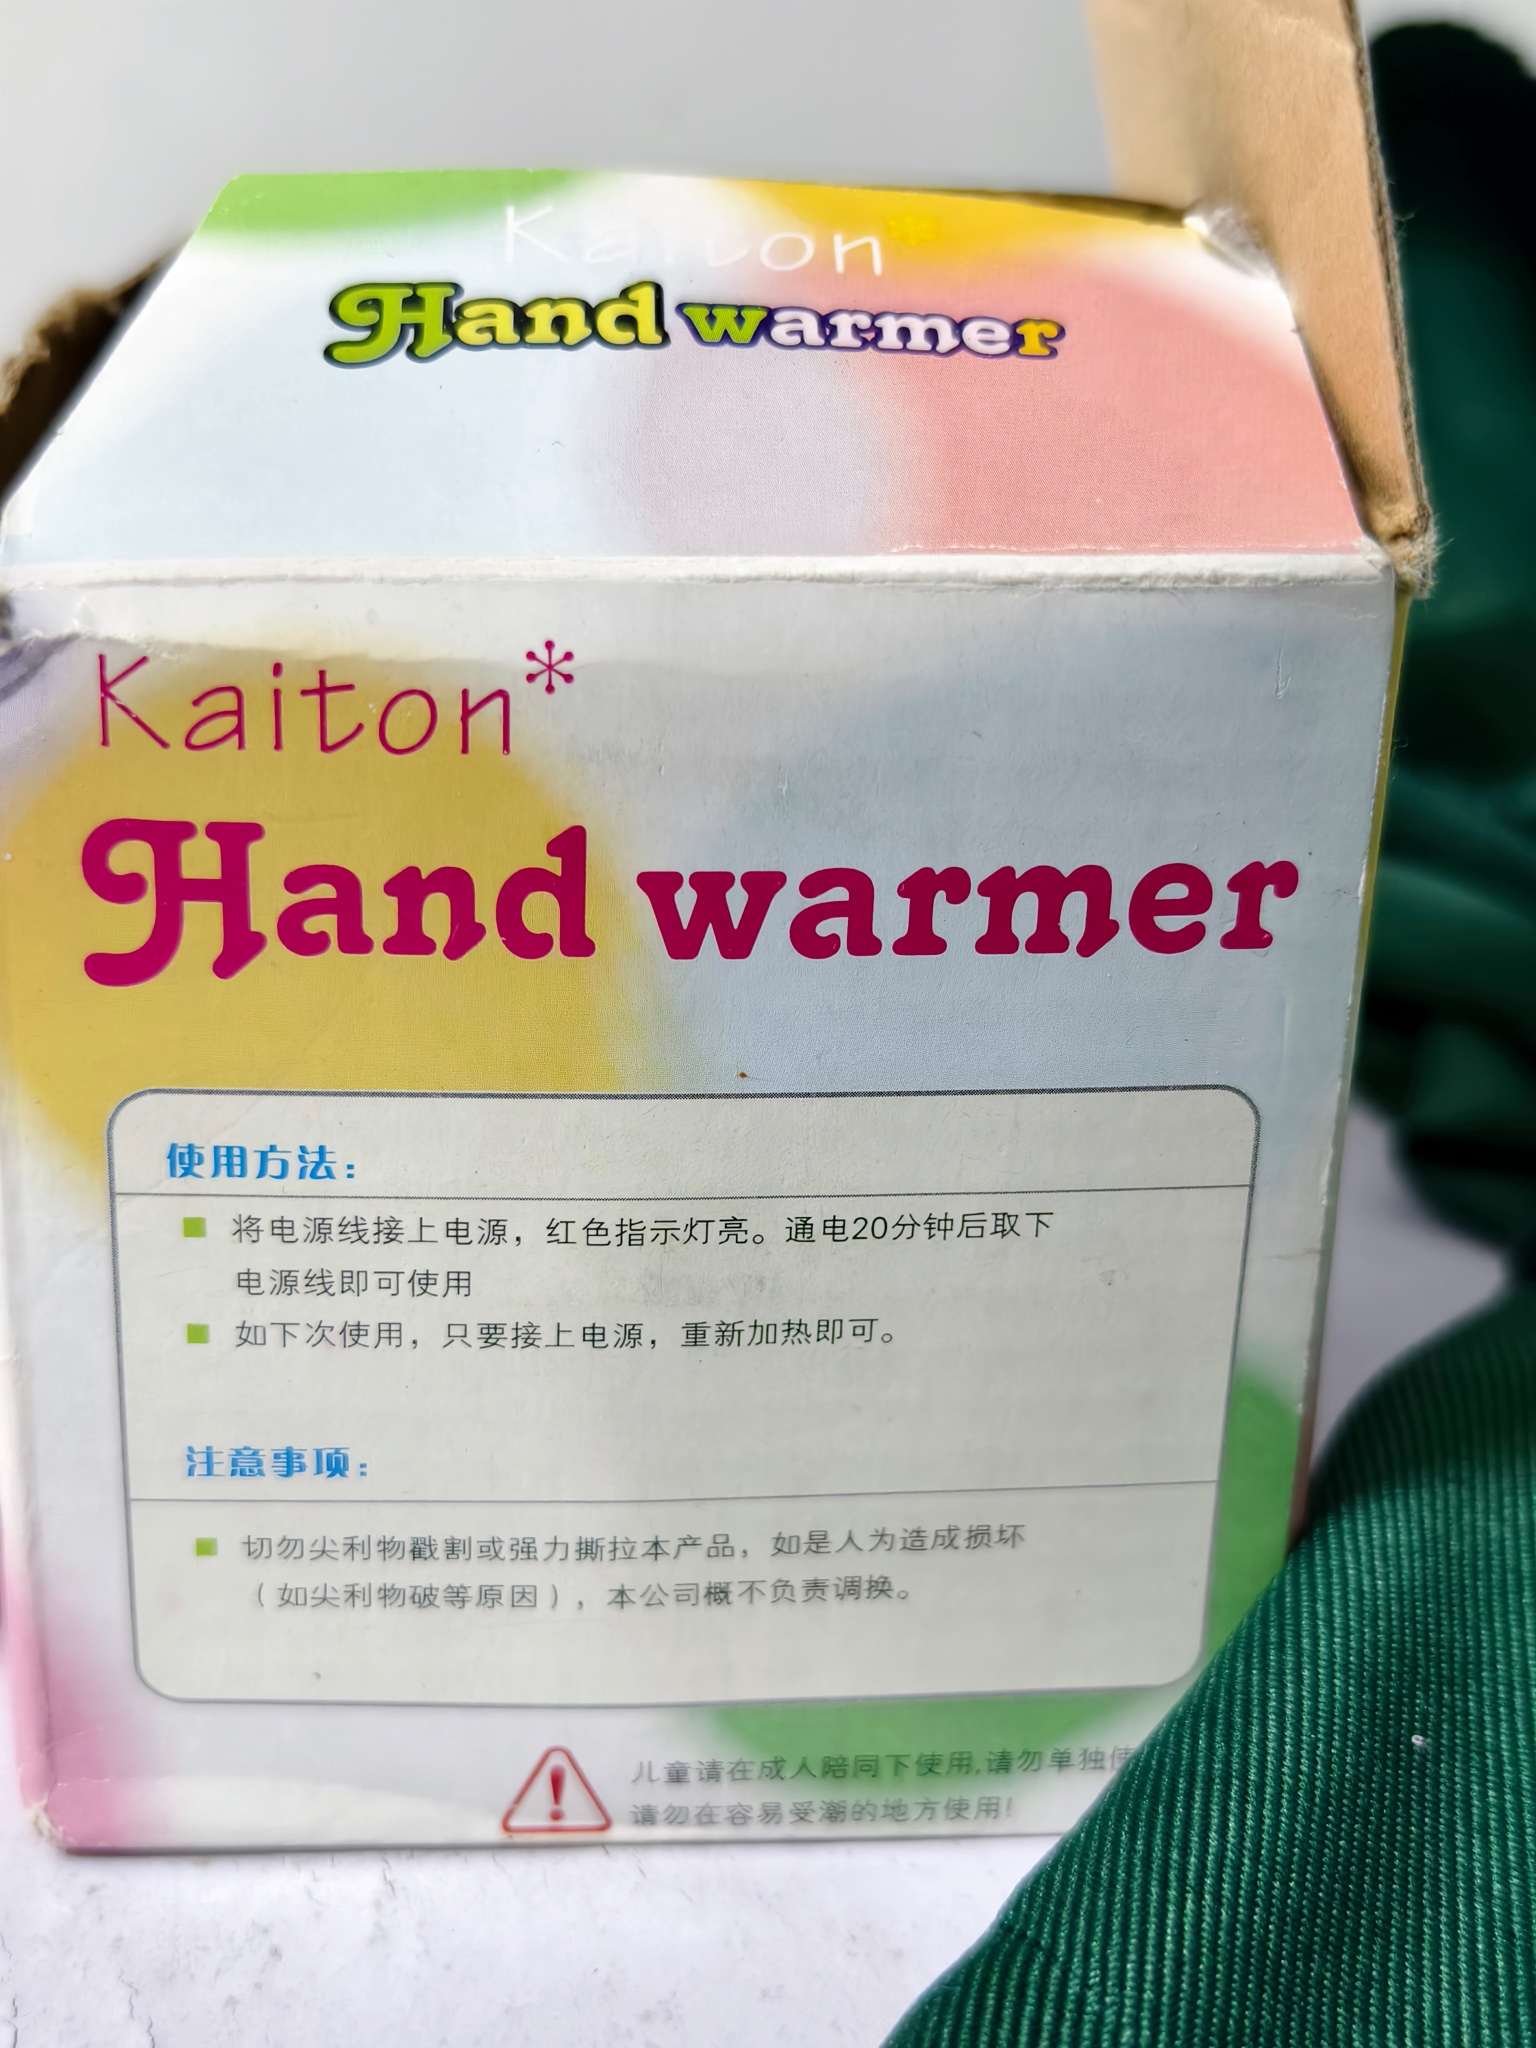 Kaiton*
Hand warmer
Kaiton*
Hand warmer
使用方法：
将电源线接上电源，红色指示灯亮。通电20分钟后取下
电源线即可使用
如下次使用，只要接上电源，重新加热即可。
注意事项：
切勿尖利物戳割或强力撕拉本产品，如是人为造成损坏
（如尖利物破等原因），本公司概不负责调换。
儿童请在成人陪同下使用,请勿单独使
请勿在容易受潮的地方使用!